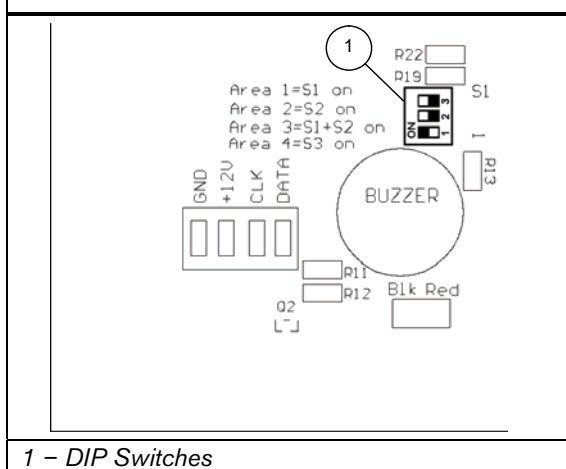 1
R22
R19
S1
Area 1=S1 on
Area 2=S2 on
Area 3=S1+S2 on
Area 4=S3 on
ON
1 2 3
1
R13
GND
+12V
CLK
DATA
BUZZER
R11
R12
Blk Red
Q2
1 – DIP Switches